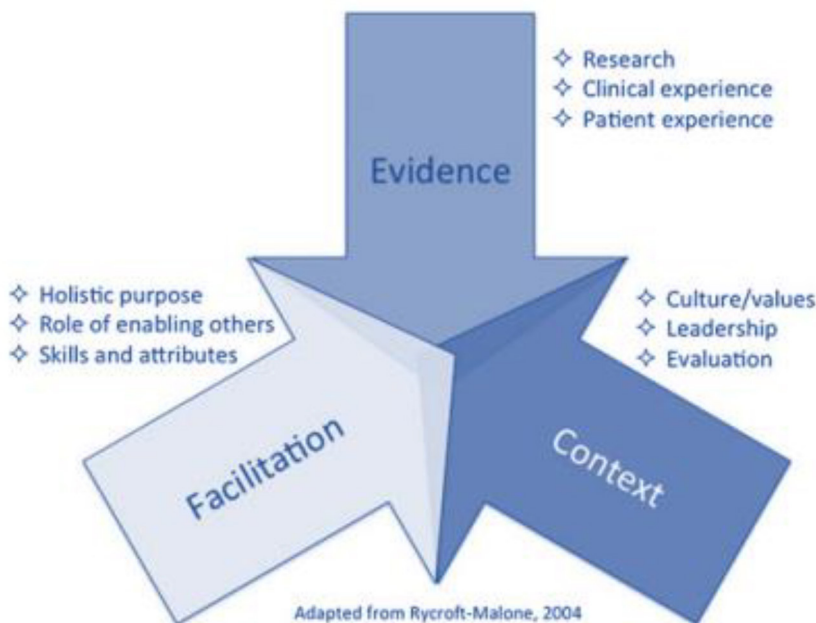 ✧ Research
✧ Clinical experience
✧ Patient experience
Evidence
✧ Holistic purpose
✧ Role of enabling others
✧ Skills and attributes
✧ Culture/values
✧ Leadership
✧ Evaluation
Facilitation
Context
Adapted from Rycroft-Malone, 2004